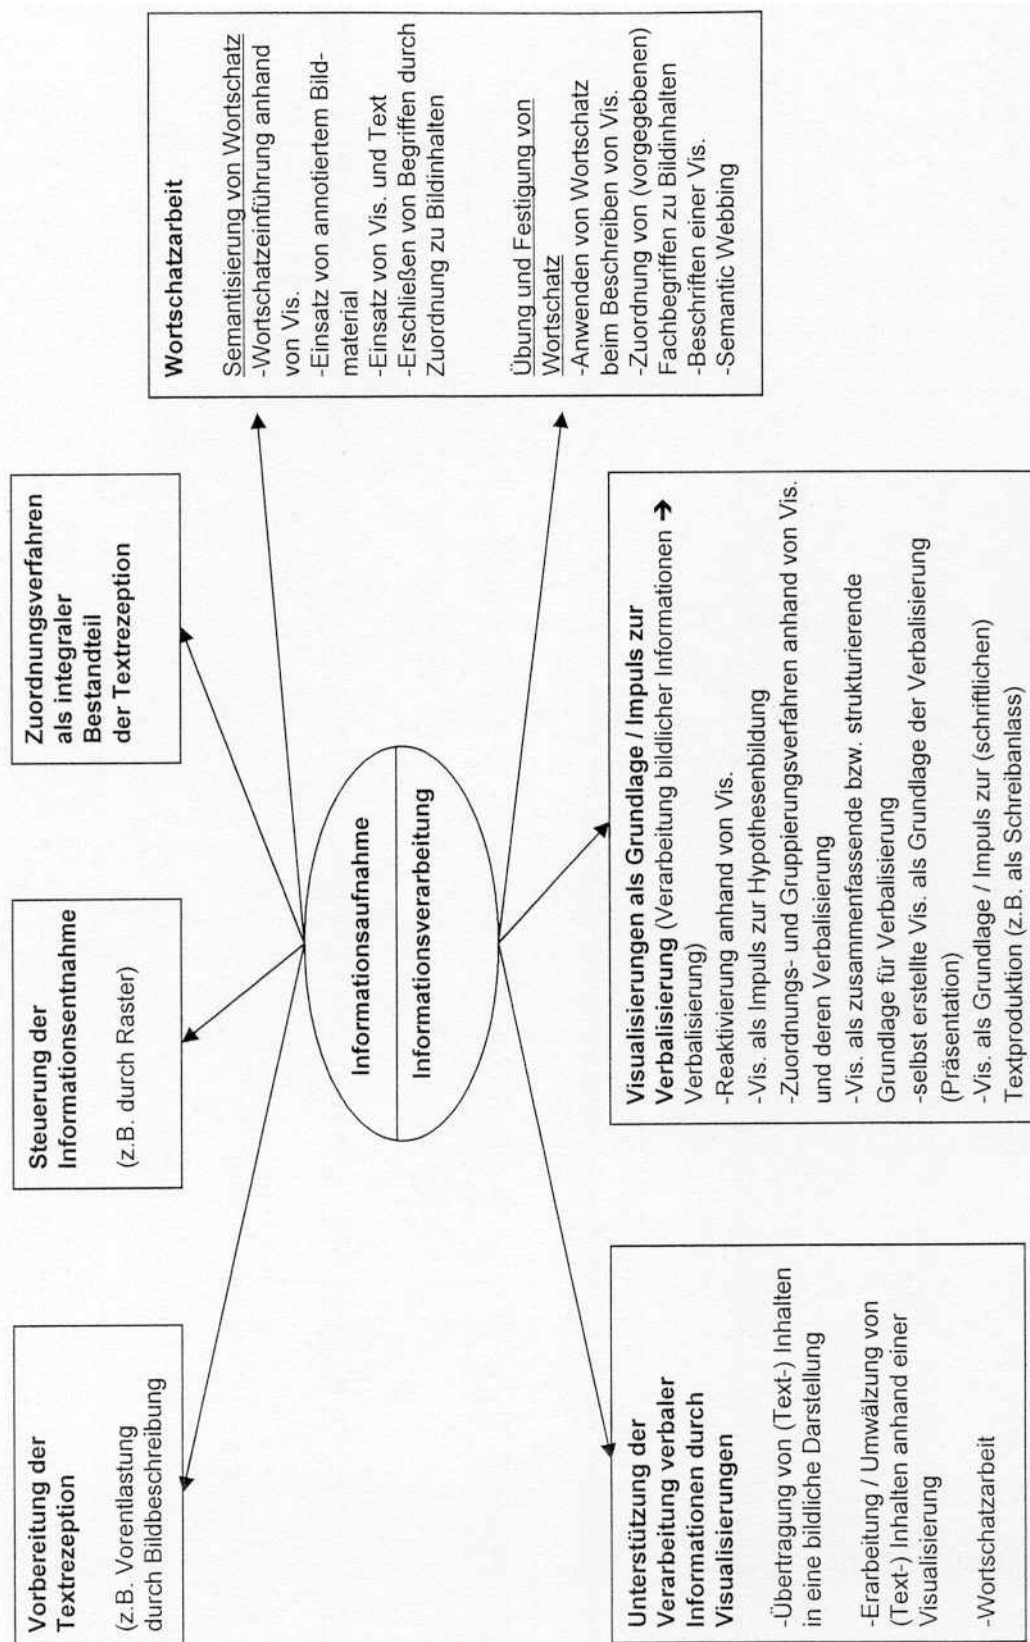 Vorbereitung der
Textrezeption
(z.B. Vorentlastung
durch Bildbeschreibung
Steuerung der
Informationsentnahme
(z.B. durch Raster)
Zuordnungsverfahren
als integraler
Bestandteil
der Textrezeption
Wortschatzarbeit
Semantisierung von Wortschatz
-Wortschatzeinführung anhand
von Vis.
-Einsatz von annotiertem Bild-
material
-Einsatz von Vis. und Text
-Erschließen von Begriffen durch
Zuordnung zu Bildinhalten
Übung und Festigung von
Wortschatz
-Anwenden von Wortschatz
beim Beschreiben von Vis.
-Zuordnung von (vorgegebenen)
Fachbegriffen zu Bildinhalten
-Beschriften einer Vis.
-Semantic Webbing
Informationsaufnahme
Informationsverarbeitung
Unterstützung der
Verarbeitung verbaler
Informationen durch
Visualisierungen
-Übertragung von (Text-) Inhalten
in eine bildliche Darstellung
-Erarbeitung / Umwälzung von
(Text-) Inhalten anhand einer
Visualisierung
-Wortschatzarbeit
Visualisierungen als Grundlage / Impuls zur
Verbalisierung (Verarbeitung bildlicher Informationen ➔
Verbalisierung)
-Reaktivierung anhand von Vis.
-Vis. als Impuls zur Hypothesenbildung
-Zuordnungs- und Gruppierungsverfahren anhand von Vis.
und deren Verbalisierung
-Vis. als zusammenfassende bzw. strukturierende
Grundlage für Verbalisierung
-selbst erstellte Vis. als Grundlage der Verbalisierung
(Präsentation)
-Vis. als Grundlage / Impuls zur (schriftlichen)
Textproduktion (z.B. als Schreibanlass)